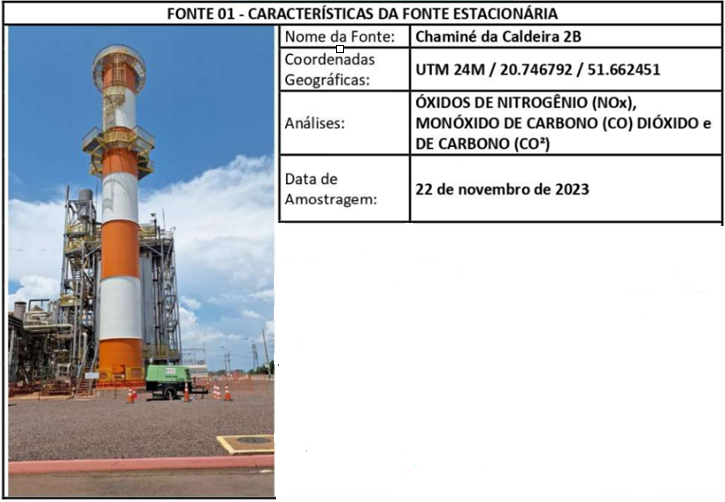 FONTE 01 - CARACTERÍSTICAS DA FONTE ESTACIONÁRIA
Nome da Fonte: Chaminé da Caldeira 2B
Coordenadas
Geográficas:
UTM 24M / 20.746792 / 51.662451
Análises:
ÓXIDOS DE NITROGÊNIO (NOx),
MONÓXIDO DE CARBONO (CO) DIÓXIDO e
DE CARBONO (CO²)
Data de
Amostragem:
22 de novembro de 2023